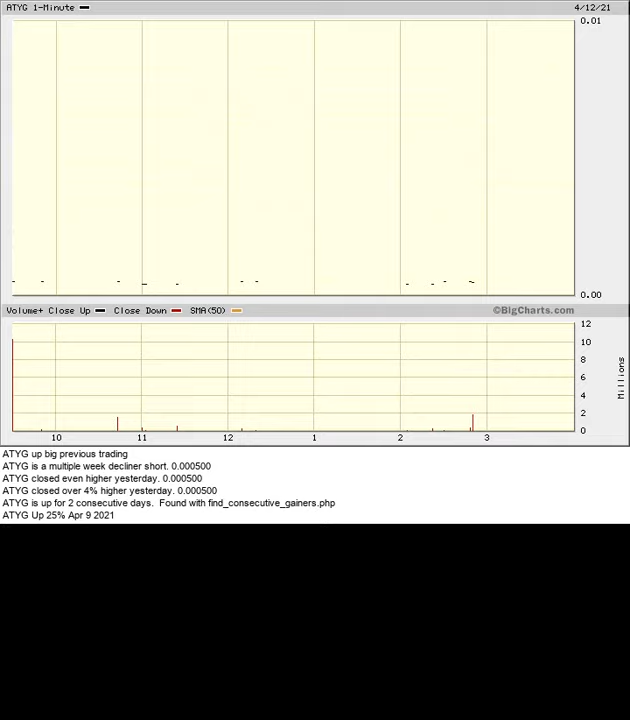 ATYG 1-Minute 4/12/21
0.01
0.00
Volume+ Close Up Close Down SMA(50) ©BigCharts.com
12
10
8
6
4
2
0
Millions
10 11 12 1 2 3
ATYG up big previous trading
ATYG is a multiple week decliner short. 0.000500
ATYG closed even higher yesterday. 0.000500
ATYG closed over 4% higher yesterday. 0.000500
ATYG is up for 2 consecutive days. Found with find_consecutive_gainers.php
ATYG Up 25% Apr 9 2021